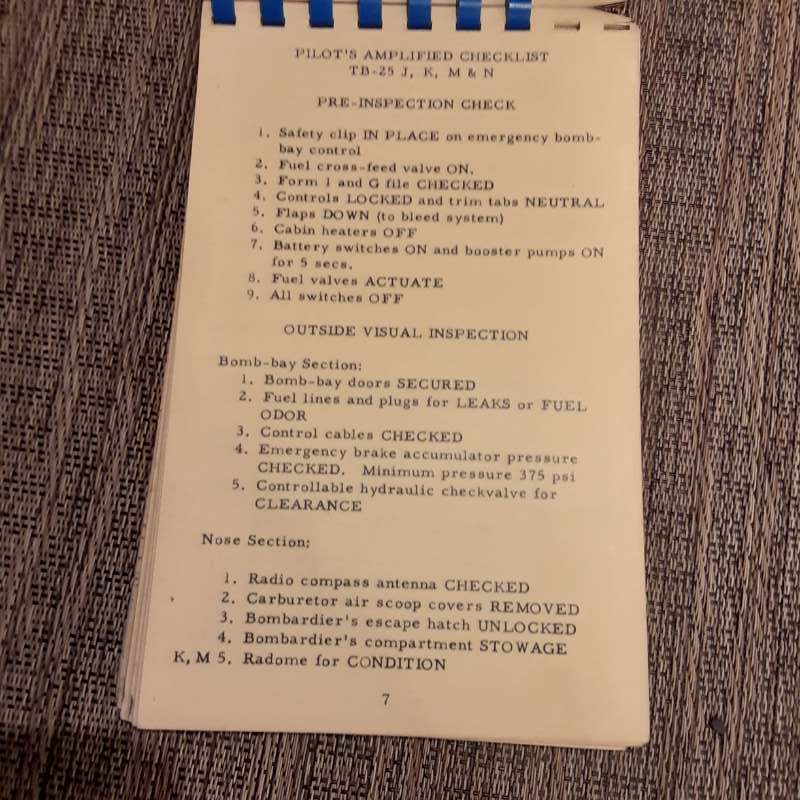 PILOT'S AMPLIFIED CHECKLIST
TB-25 J, K, M & N
PRE-INSPECTION CHECK
1. Safety clip IN PLACE on emergency bomb-
bay control
2. Fuel cross-feed valve ON.
3. Form 1 and G file CHECKED
4. Controls LOCKED and trim tabs NEUTRAL
5. Flaps DOWN (to bleed system)
6. Cabin heaters OFF
7. Battery switches ON and booster pumps ON
for 5 secs.
8. Fuel valves ACTUATE
9. All switches OFF
OUTSIDE VISUAL INSPECTION
Bomb-bay Section:
1. Bomb-bay doors SECURED
2. Fuel lines and plugs for LEAKS or FUEL
ODOR
3. Control cables CHECKED
4. Emergency brake accumulator pressure
CHECKED. Minimum pressure 375 psi
5. Controllable hydraulic checkvalve for
CLEARANCE
Nose Section:
1. Radio compass antenna CHECKED
2. Carburetor air scoop covers REMOVED
3. Bombardier's escape hatch UNLOCKED
4. Bombardier's compartment STOWAGE
K, M 5. Radome for CONDITION
7